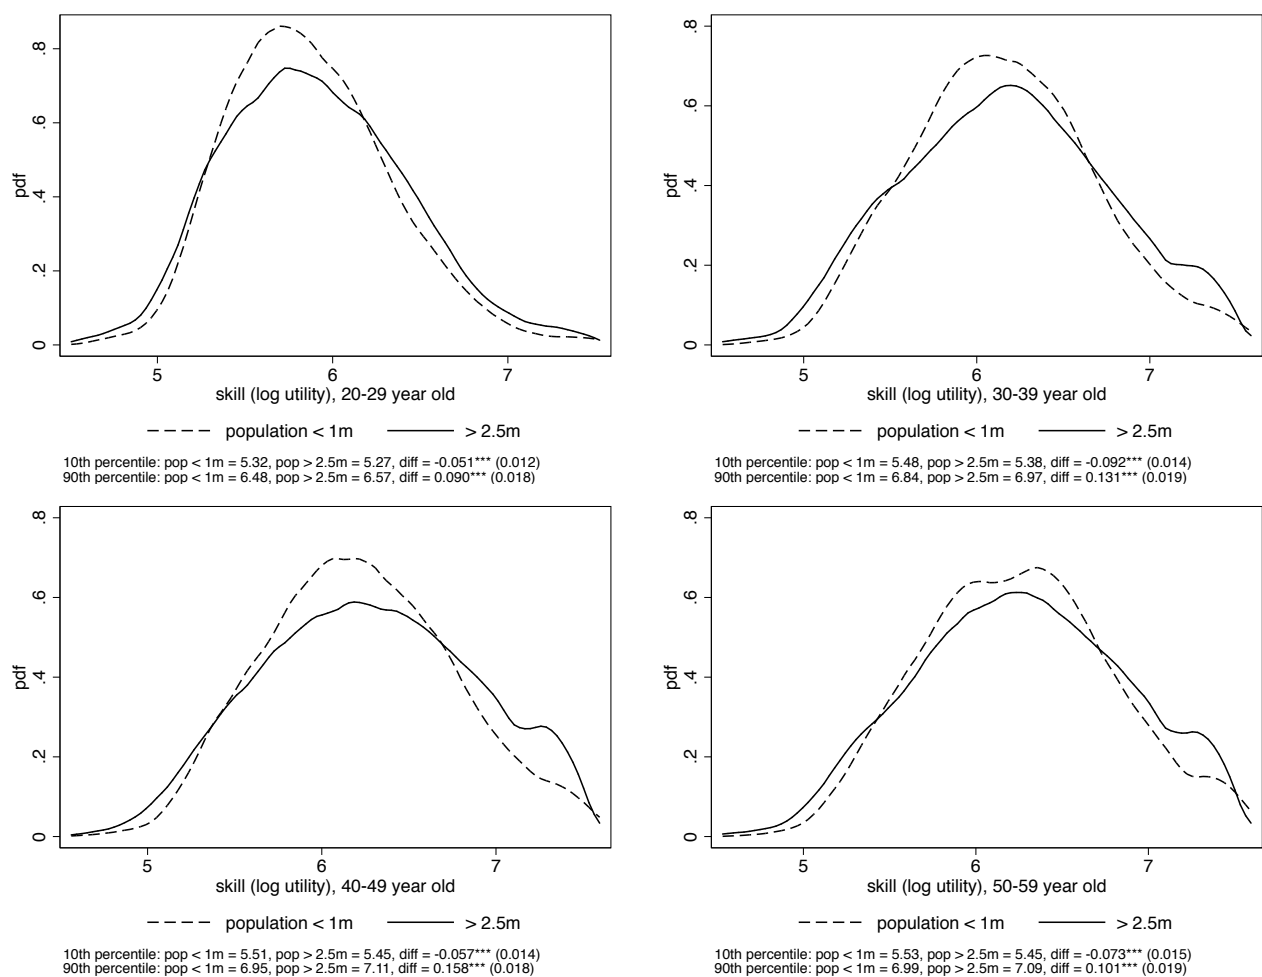 .8
.6
.4
.2
0
pdf
5
6
7
skill (log utility), 20-29 year old
population < 1m
> 2.5m
10th percentile: pop < 1m = 5.32, pop > 2.5m = 5.27, diff = -0.051*** (0.012)
90th percentile: pop < 1m = 6.48, pop > 2.5m = 6.57, diff = 0.090*** (0.018)
.8
.6
.4
.2
0
pdf
5
6
7
skill (log utility), 30-39 year old
population < 1m
> 2.5m
10th percentile: pop < 1m = 5.48, pop > 2.5m = 5.38, diff = -0.092*** (0.014)
90th percentile: pop < 1m = 6.84, pop > 2.5m = 6.97, diff = 0.131*** (0.019)
.8
.6
.4
.2
0
pdf
5
6
7
skill (log utility), 40-49 year old
population < 1m
> 2.5m
10th percentile: pop < 1m = 5.51, pop > 2.5m = 5.45, diff = -0.057*** (0.014)
90th percentile: pop < 1m = 6.95, pop > 2.5m = 7.11, diff = 0.158*** (0.018)
.8
.6
.4
.2
0
pdf
5
6
7
skill (log utility), 50-59 year old
population < 1m
> 2.5m
10th percentile: pop < 1m = 5.53, pop > 2.5m = 5.45, diff = -0.073*** (0.015)
90th percentile: pop < 1m = 6.99, pop > 2.5m = 7.09, diff = 0.101*** (0.019)